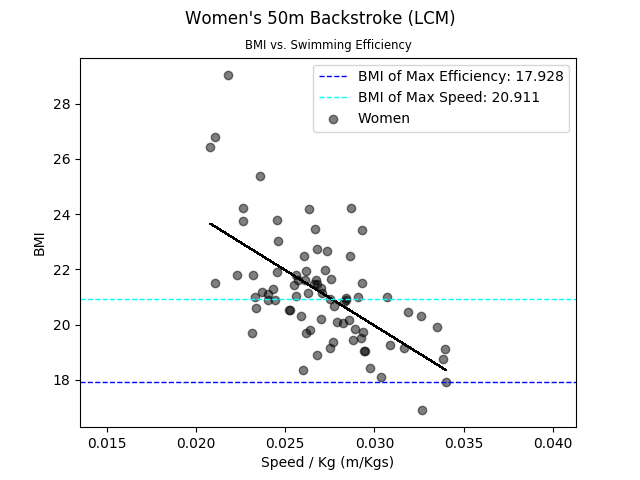 Women's 50m Backstroke (LCM)
BMI vs. Swimming Efficiency
BMI of Max Efficiency: 17.928
BMI of Max Speed: 20.911
Women
BMI
28
26
24
22
20
18
0.015 0.020 0.025 0.030 0.035 0.040
Speed / Kg (m/Kgs)